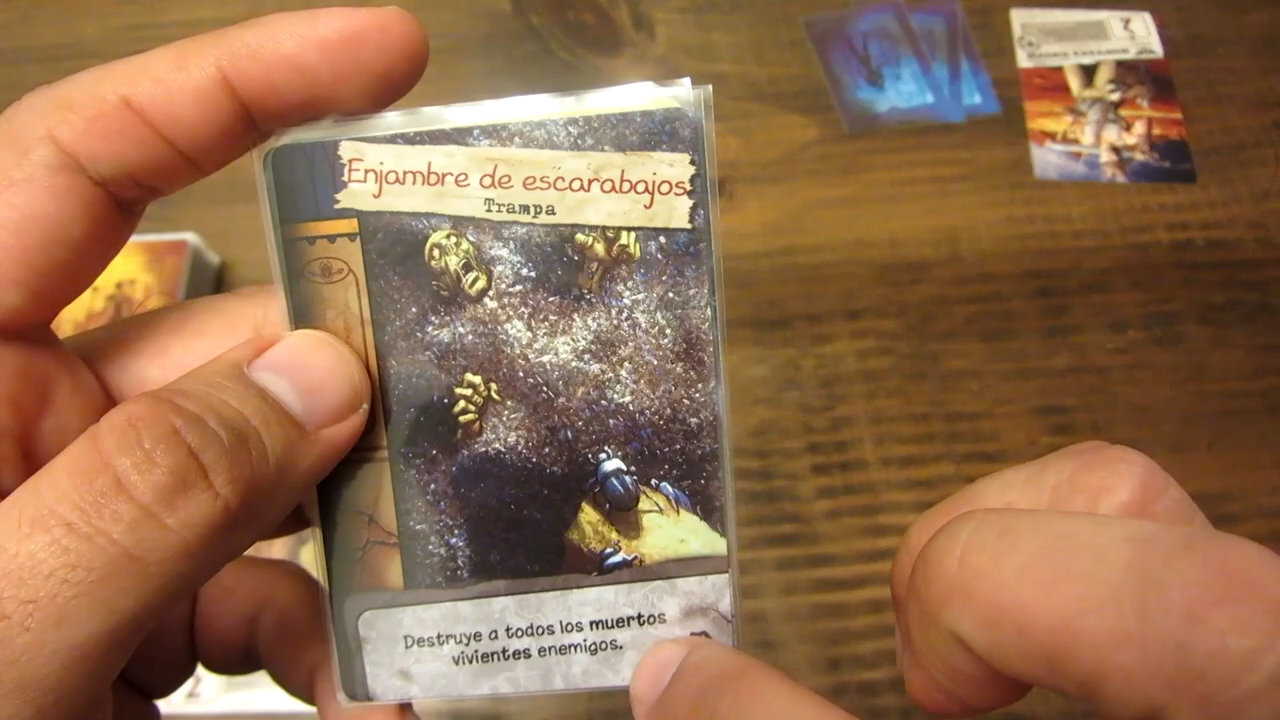 Enjambre de escarabajos
Trampa
Destruye a todos los muertos
vivientes enemigos.